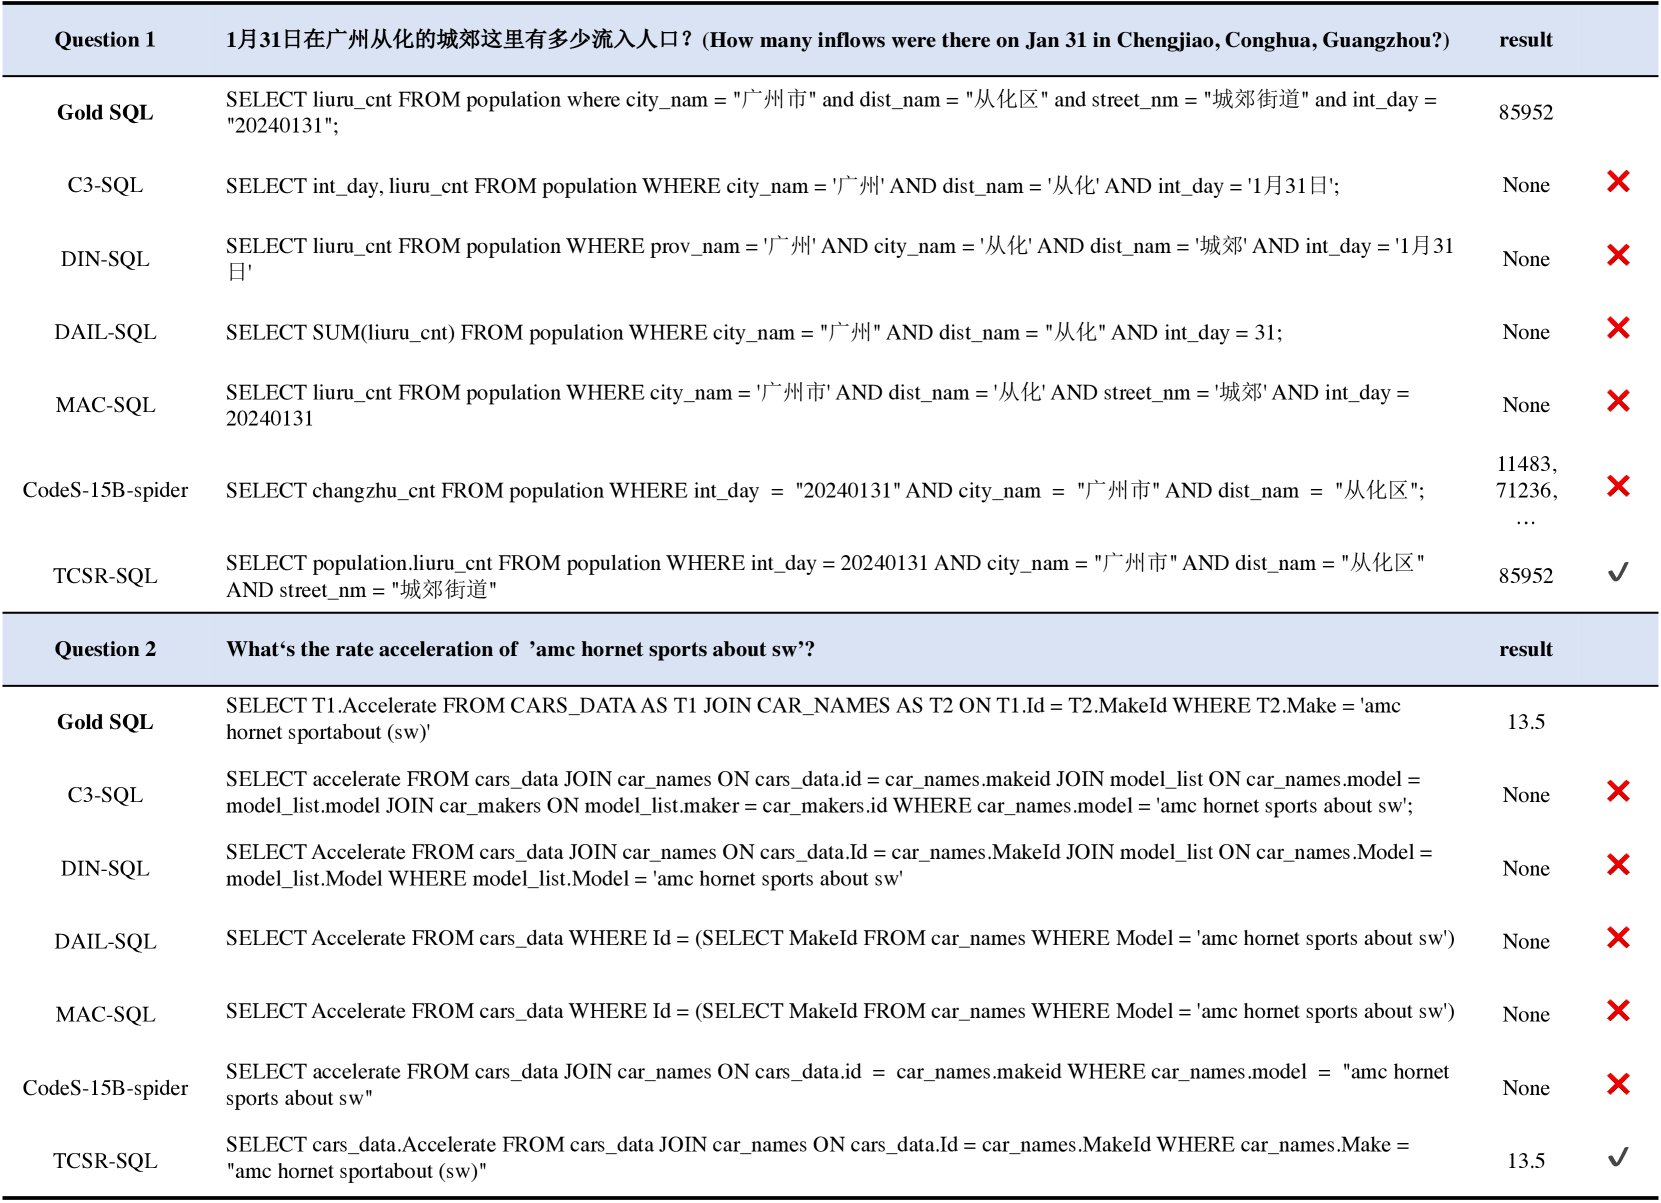 Question 1 1月31日在广州从化的城郊这里有多少流入人口？(How many inflows were there on Jan 31 in Chengjiao, Conghua, Guangzhou?) result
Gold SQL SELECT liuru_cnt FROM population where city_nam = "广州市" and dist_nam = "从化区" and street_nm = "城郊街道" and int_day =
"20240131"; 85952
C3-SQL SELECT int_day, liuru_cnt FROM population WHERE city_nam = '广州' AND dist_nam = '从化' AND int_day = '1月31日'; None
DIN-SQL SELECT liuru_cnt FROM population WHERE prov_nam = '广州' AND city_nam = '从化' AND dist_nam = '城郊' AND int_day = '1月31
日' None
DAIL-SQL SELECT SUM(liuru_cnt) FROM population WHERE city_nam = "广州" AND dist_nam = "从化" AND int_day = 31; None
MAC-SQL SELECT liuru_cnt FROM population WHERE city_nam = '广州市' AND dist_nam = '从化' AND street_nm = '城郊' AND int_day =
20240131 None
CodeS-15B-spider SELECT changzhu_cnt FROM population WHERE int_day = "20240131" AND city_nam = "广州市" AND dist_nam = "从化区"; 11483,
71236,
…
TCSR-SQL SELECT population.liuru_cnt FROM population WHERE int_day = 20240131 AND city_nam = "广州市" AND dist_nam = "从化区"
AND street_nm = "城郊街道" 85952
Question 2 What‘s the rate acceleration of ’amc hornet sports about sw’? result
Gold SQL SELECT T1.Accelerate FROM CARS_DATA AS T1 JOIN CAR_NAMES AS T2 ON T1.Id = T2.MakeId WHERE T2.Make = 'amc
hornet sportabout (sw)' 13.5
C3-SQL SELECT accelerate FROM cars_data JOIN car_names ON cars_data.id = car_names.makeid JOIN model_list ON car_names.model =
model_list.model JOIN car_makers ON model_list.maker = car_makers.id WHERE car_names.model = 'amc hornet sports about sw'; None
DIN-SQL SELECT Accelerate FROM cars_data JOIN car_names ON cars_data.Id = car_names.MakeId JOIN model_list ON car_names.Model =
model_list.Model WHERE model_list.Model = 'amc hornet sports about sw' None
DAIL-SQL SELECT Accelerate FROM cars_data WHERE Id = (SELECT MakeId FROM car_names WHERE Model = 'amc hornet sports about sw') None
MAC-SQL SELECT Accelerate FROM cars_data WHERE Id = (SELECT MakeId FROM car_names WHERE Model = 'amc hornet sports about sw') None
CodeS-15B-spider SELECT accelerate FROM cars_data JOIN car_names ON cars_data.id = car_names.makeid WHERE car_names.model = "amc hornet
sports about sw" None
TCSR-SQL SELECT cars_data.Accelerate FROM cars_data JOIN car_names ON cars_data.Id = car_names.MakeId WHERE car_names.Make =
"amc hornet sportabout (sw)" 13.5